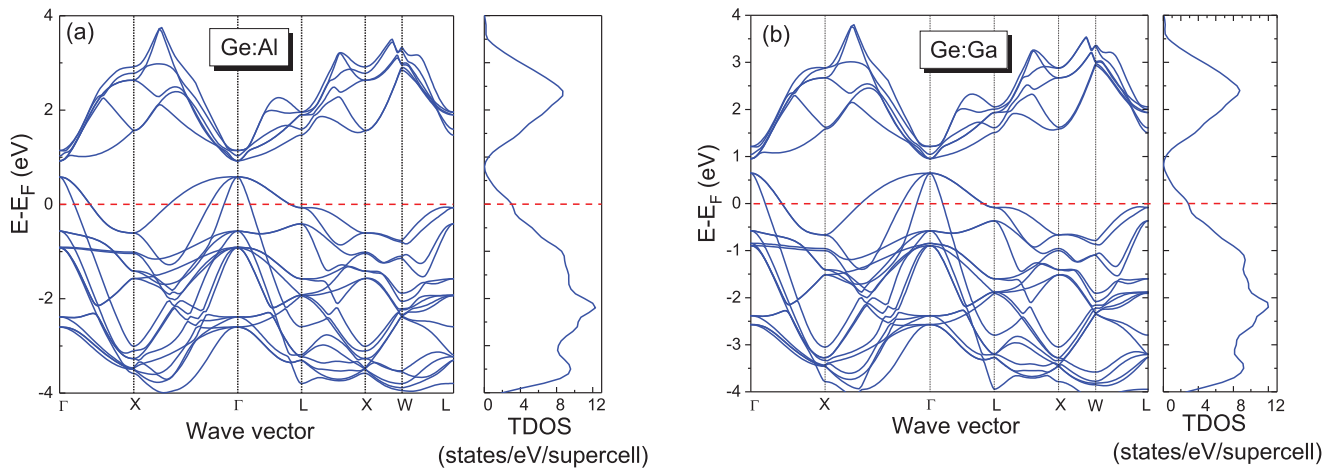 (a)
Ge:Al
E-E_F (eV)
4
2
0
-2
-4
Γ X Γ L X W L
Wave vector
0 4 8 12
TDOS
(states/eV/supercell)
(b)
Ge:Ga
E-E_F (eV)
4
3
2
1
0
-1
-2
-3
-4
Γ X Γ L X W L
Wave vector
0 4 8 12
TDOS
(states/eV/supercell)